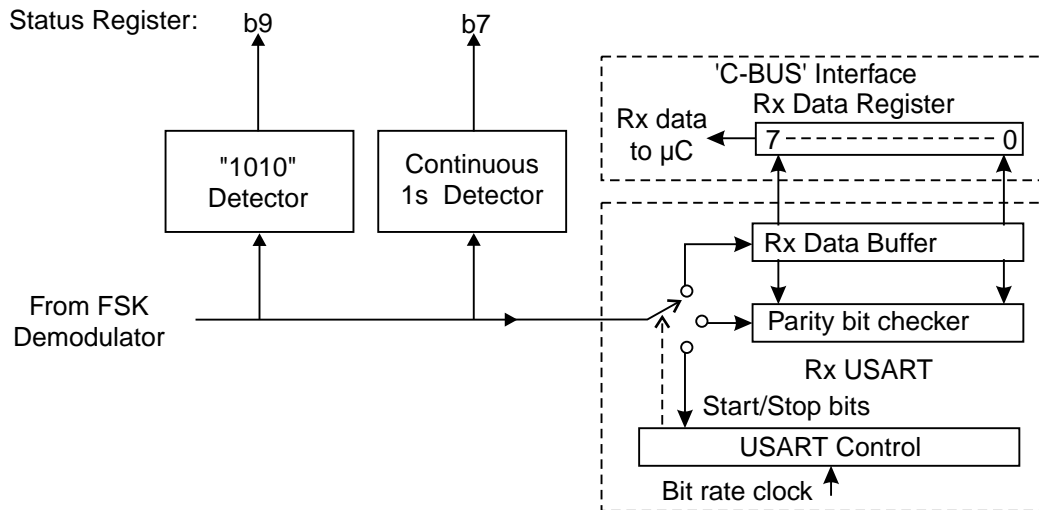 Status Register: b9 b7
"1010"
Detector
Continuous
1s Detector
From FSK
Demodulator
'C-BUS' Interface
Rx Data Register
Rx data
to µC
7 0
Rx Data Buffer
Parity bit checker
Rx USART
Start/Stop bits
USART Control
Bit rate clock